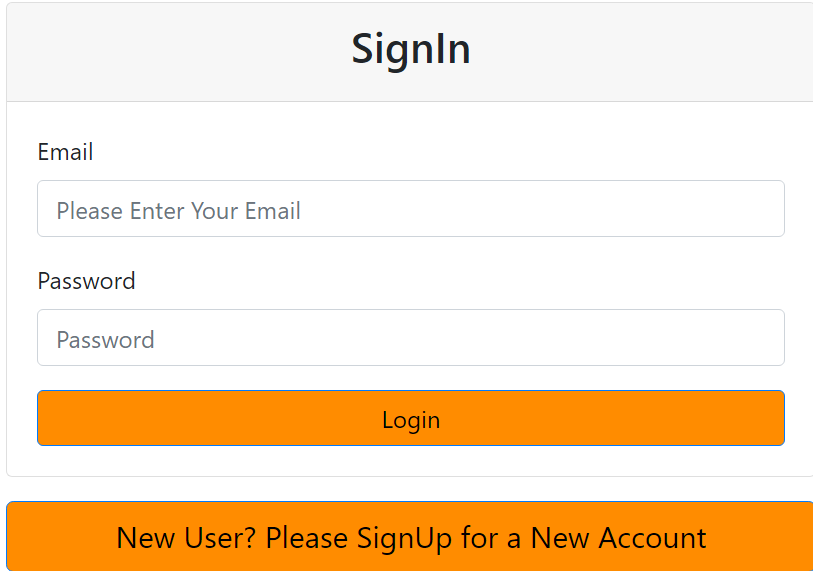 SignIn
Email
Please Enter Your Email
Password
Password
Login
New User? Please SignUp for a New Account